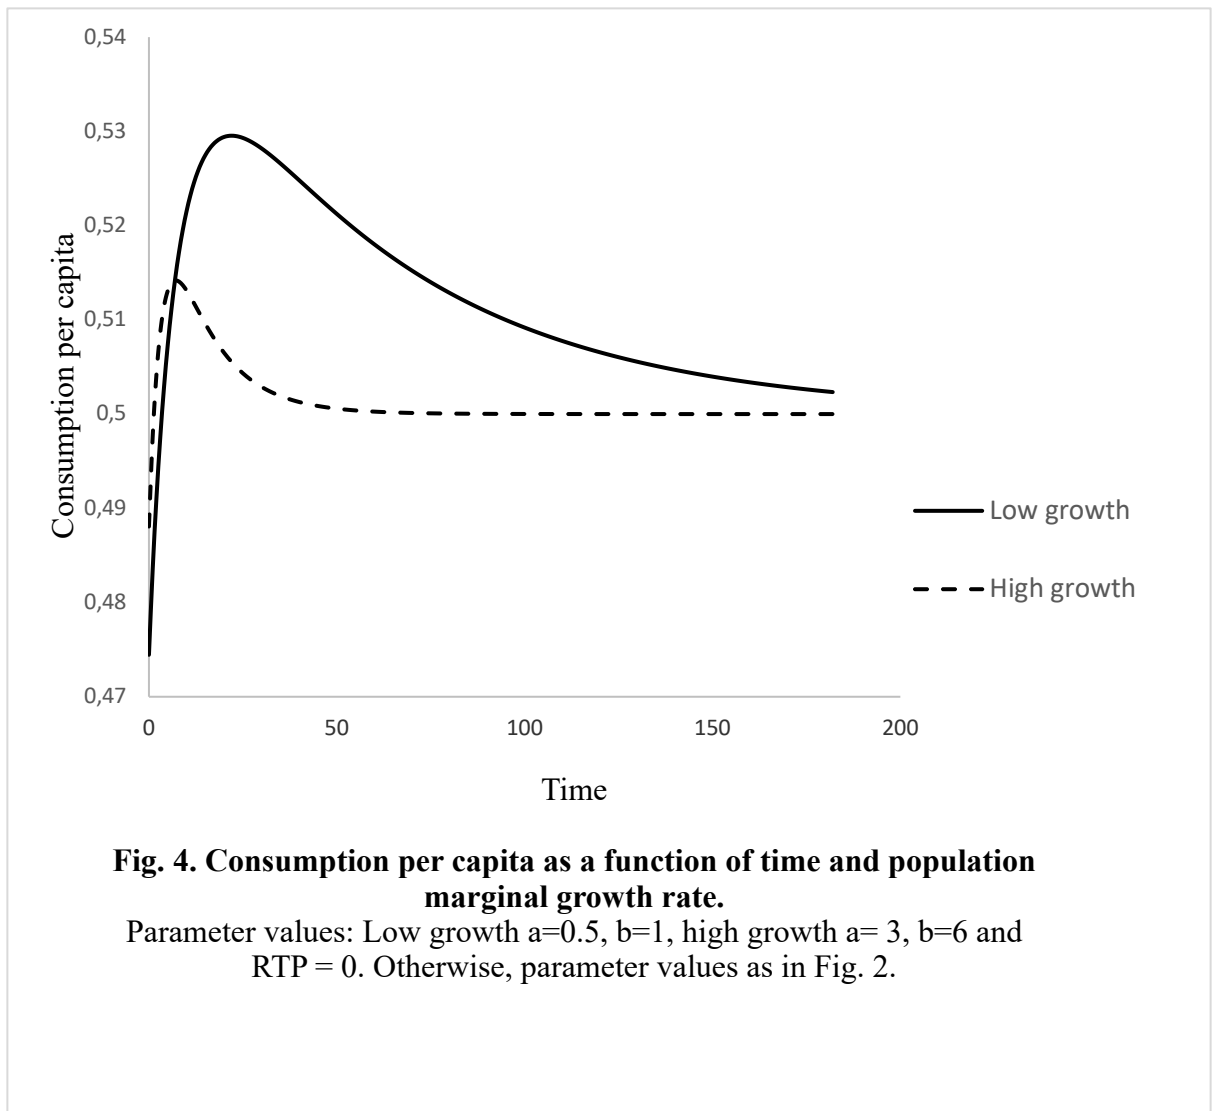 0,54
0,53
0,52
0,51
0,5
0,49
0,48
0,47
Consumption per capita
0
50
100
150
200
Time
Low growth
High growth
Fig. 4. Consumption per capita as a function of time and population
marginal growth rate.
Parameter values: Low growth a=0.5, b=1, high growth a= 3, b=6 and
RTP = 0. Otherwise, parameter values as in Fig. 2.